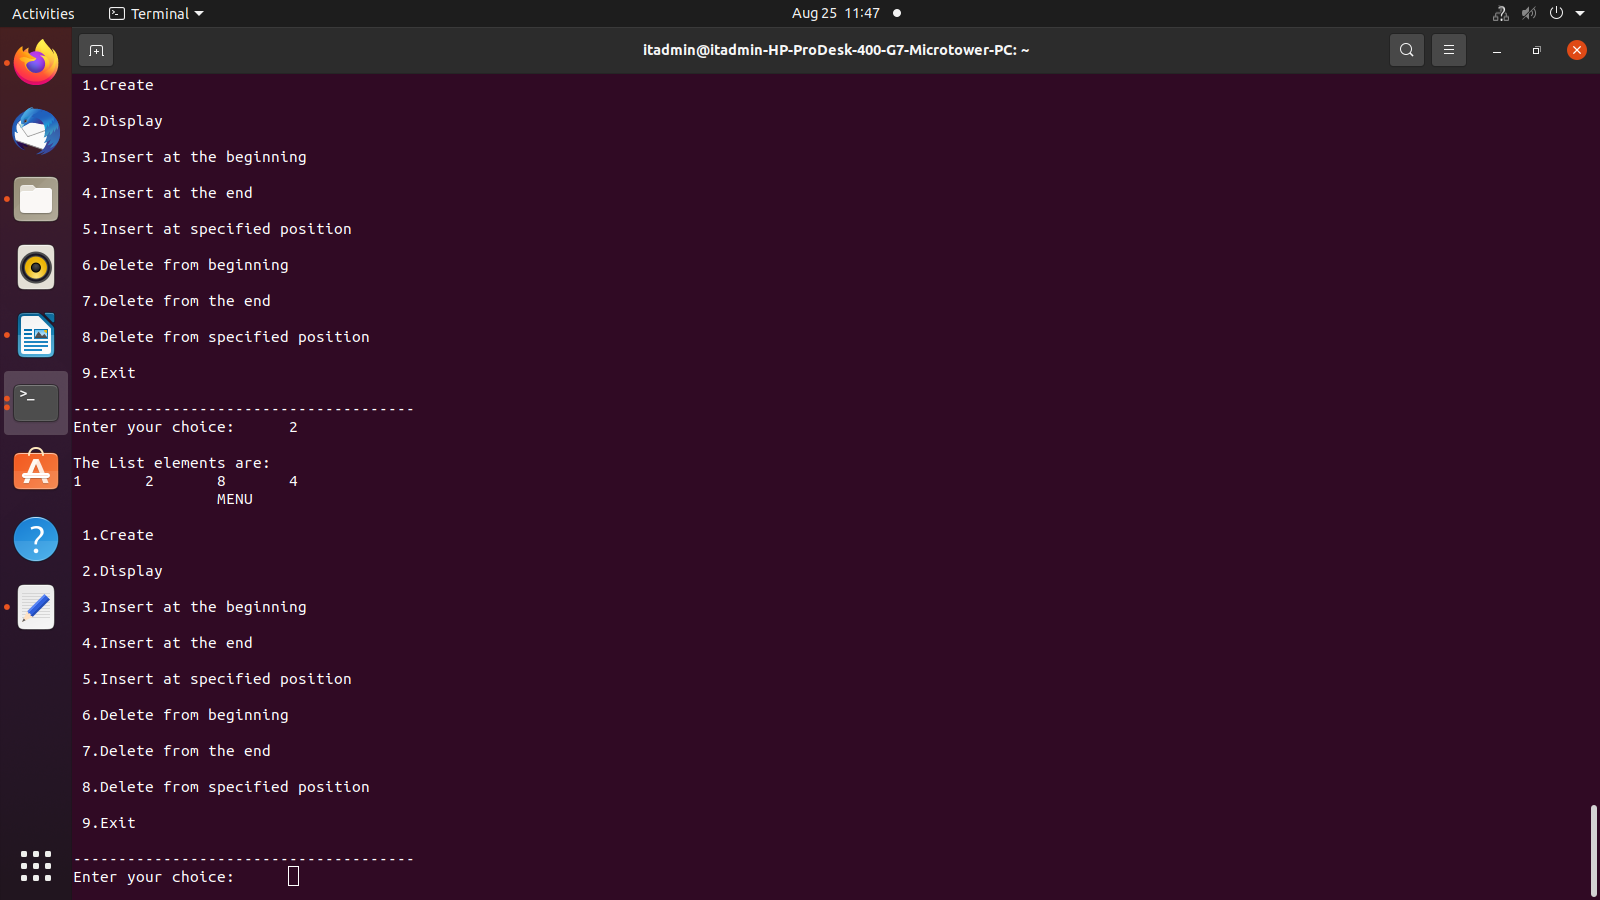 Activities Terminal Aug 25 11:47
itadmin@itadmin-HP-ProDesk-400-G7-Microtower-PC: ~
1.Create
2.Display
3.Insert at the beginning
4.Insert at the end
5.Insert at specified position
6.Delete from beginning
7.Delete from the end
8.Delete from specified position
9.Exit
--------------------------------------
Enter your choice: 2
The List elements are:
1 2 8 4
MENU
1.Create
2.Display
3.Insert at the beginning
4.Insert at the end
5.Insert at specified position
6.Delete from beginning
7.Delete from the end
8.Delete from specified position
9.Exit
--------------------------------------
Enter your choice: